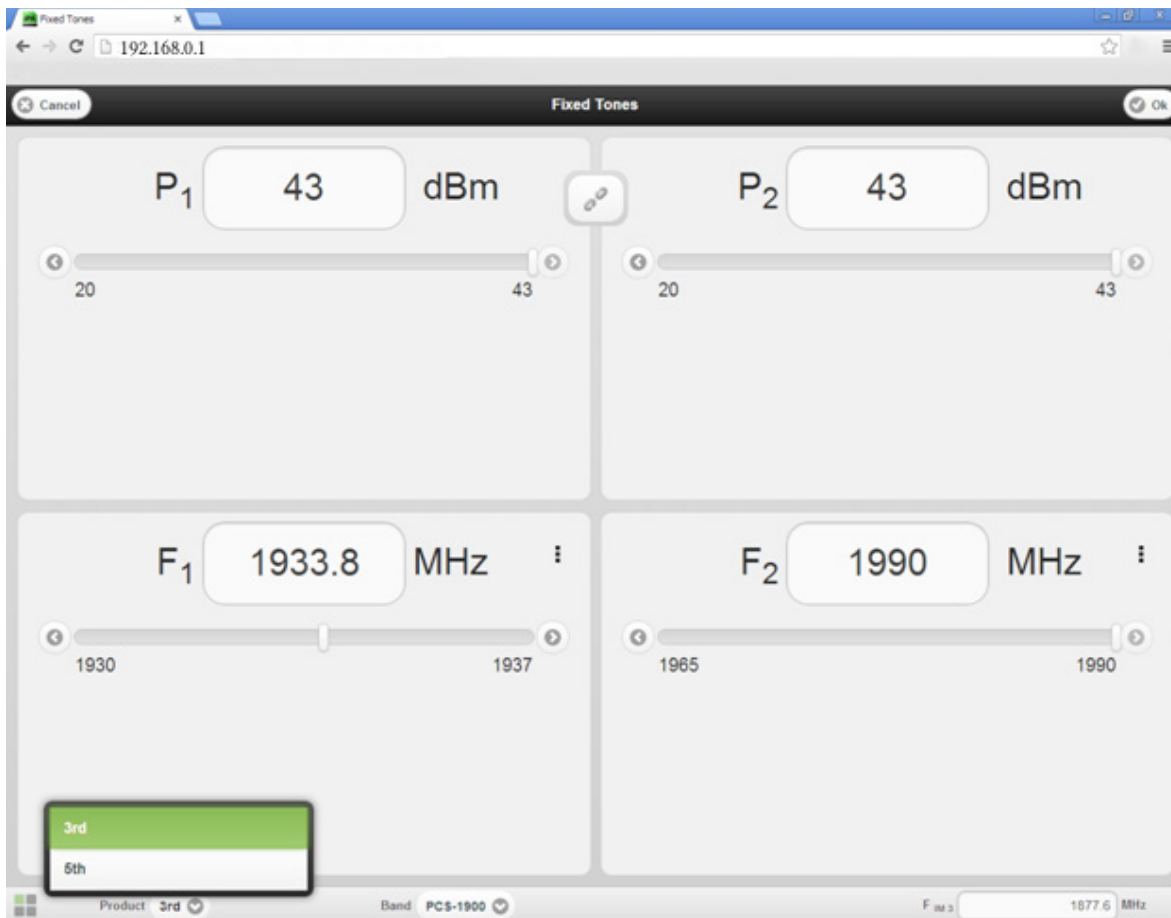 Fixed Tones
192.168.0.1
Cancel Fixed Tones Ok
P1 43 dBm P2 43 dBm
20 43 20 43
F1 1933.8 MHz F2 1990 MHz
1930 1937 1965 1990
3rd
5th
Product 3rd Band PCS-1900 F IM 3 1877.6 MHz